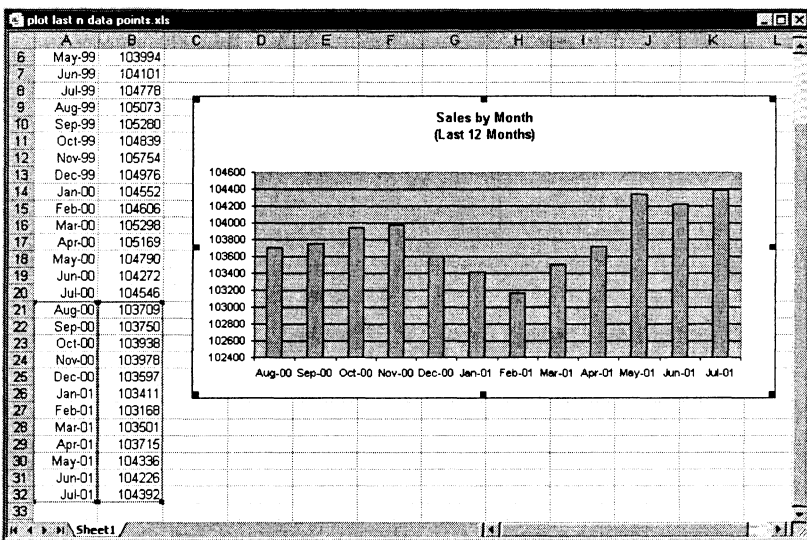 plot last n data points.xls
A B C D E F G H I J K L
6 May-99 103994
7 Jun-99 104101
8 Jul-99 104778
9 Aug-99 105073
10 Sep-99 105280
11 Oct-99 104839
12 Nov-99 105754
13 Dec-99 104976
14 Jan-00 104552
15 Feb-00 104606
16 Mar-00 105298
17 Apr-00 105169
18 May-00 104790
19 Jun-00 104272
20 Jul-00 104546
21 Aug-00 103709
22 Sep-00 103750
23 Oct-00 103938
24 Nov-00 103978
25 Dec-00 103597
26 Jan-01 103411
27 Feb-01 103168
28 Mar-01 103501
29 Apr-01 103715
30 May-01 104336
31 Jun-01 104226
32 Jul-01 104392
33
Sales by Month
(Last 12 Months)
104600
104400
104200
104000
103800
103600
103400
103200
103000
102800
102600
102400
Aug-00 Sep-00 Oct-00 Nov-00 Dec-00 Jan-01 Feb-01 Mar-01 Apr-01 May-01 Jun-01 Jul-01
Sheet1